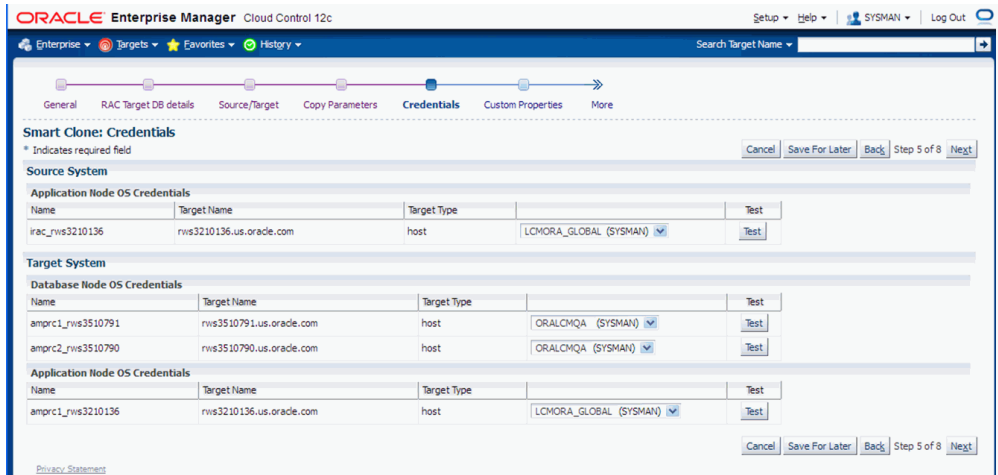 ORACLE Enterprise Manager Cloud Control 12c
Setup Help SYSMAN Log Out
Enterprise Targets Favorites History Search Target Name
General RAC Target DB details Source/Target Copy Parameters Credentials Custom Properties More
Smart Clone: Credentials
* Indicates required field
Cancel Save For Later Back Step 5 of 8 Next
Source System
Application Node OS Credentials
Name Target Name Target Type Test
irac_rws3210136 rws3210136.us.oracle.com host LCMORA_GLOBAL (SYSMAN) Test
Target System
Database Node OS Credentials
Name Target Name Target Type Test
amprc1_rws3510791 rws3510791.us.oracle.com host ORALCMQA (SYSMAN) Test
amprc2_rws3510790 rws3510790.us.oracle.com host ORALCMQA (SYSMAN) Test
Application Node OS Credentials
Name Target Name Target Type Test
amprc1_rws3210136 rws3210136.us.oracle.com host LCMORA_GLOBAL (SYSMAN) Test
Cancel Save For Later Back Step 5 of 8 Next
Privacy Statement